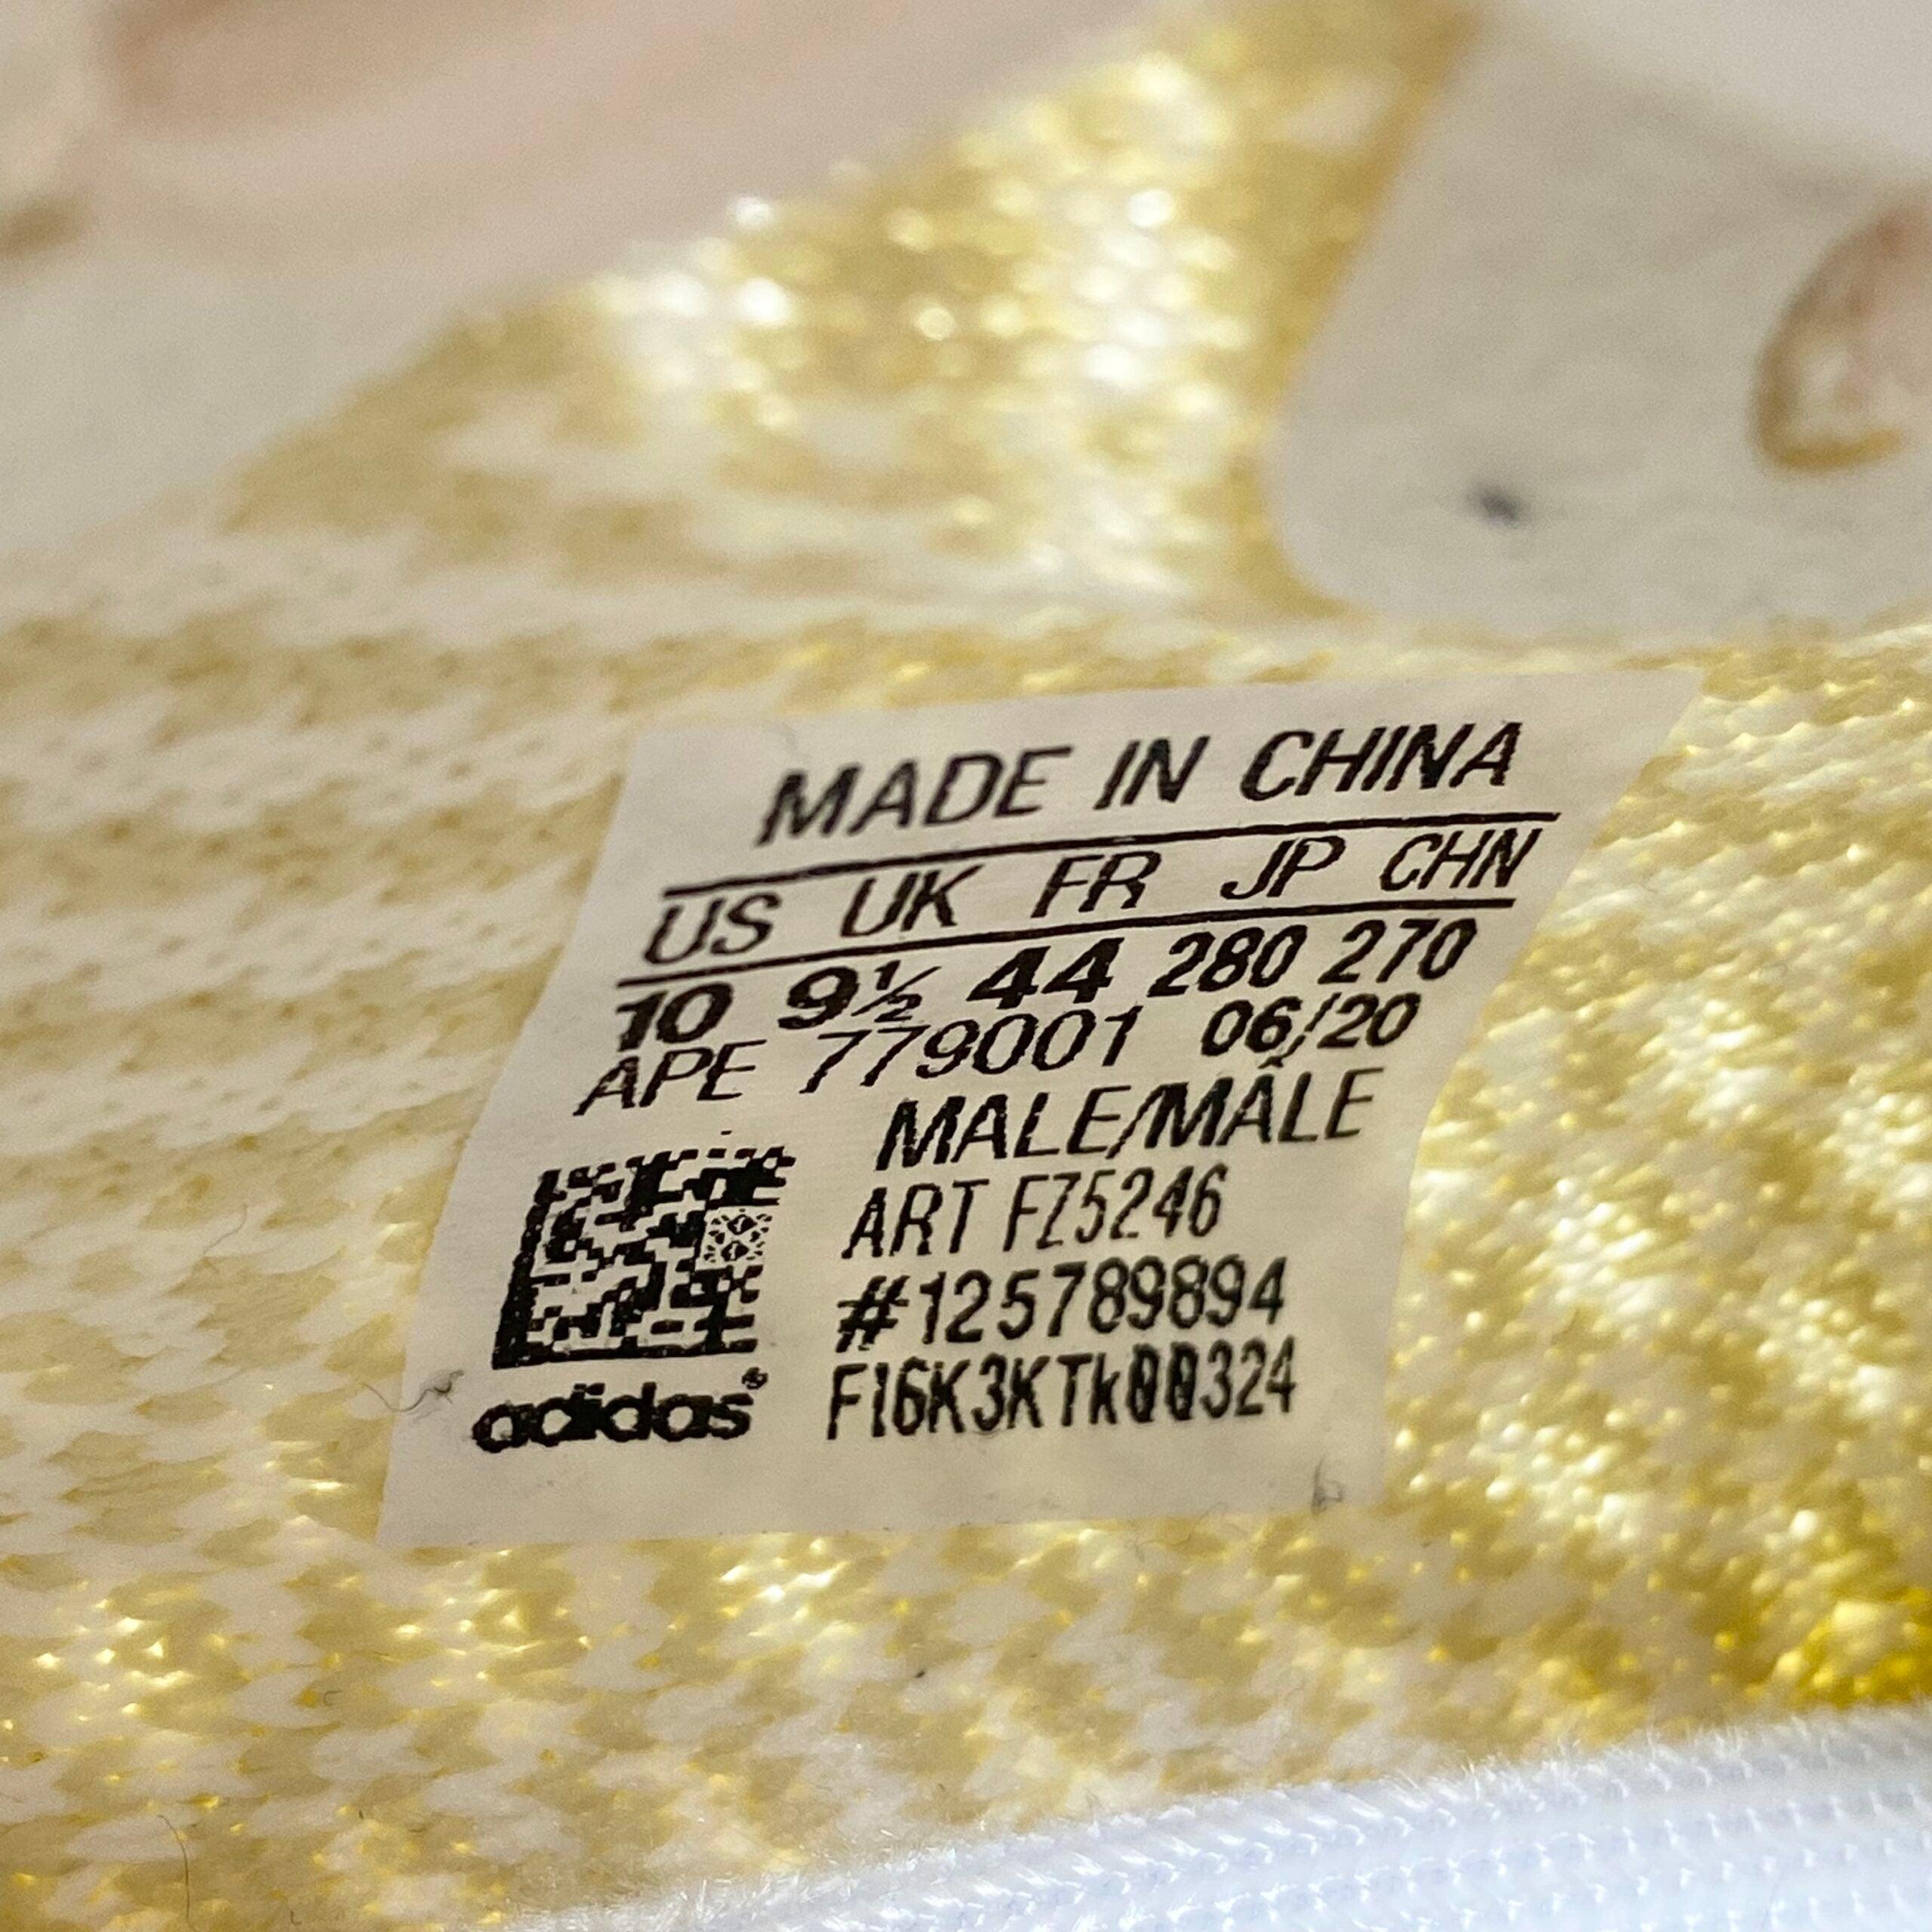 MADE IN CHINA
US UK FR JP CHN
10 9½ 44 280 270
APE 779001 06/20
MALE/MÂLE
ART FZ5246
#125789894
FI6K3KTk00324
adidas®